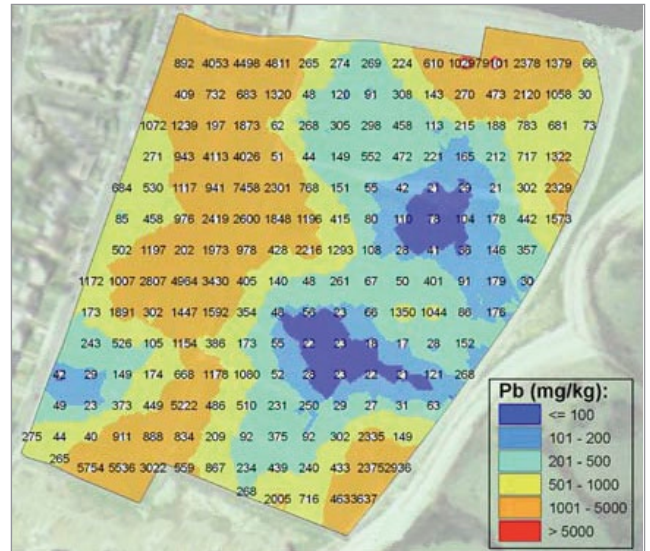 892 4053 4498 4811 265 274 269 224 610 2378 1379 66
409 732 683 1320 48 120 91 308 143 270 473 2120 1058 30
1072 1239 197 1873 62 268 305 298 458 113 215 188 783 681 73
271 943 4113 4026 51 44 149 552 472 221 165 212 717 1322
684 530 1117 941 7458 2301 768 151 55 42 21 302 2329
85 458 976 2419 2600 1848 1196 415 80 110 78 104 178 442 1573
502 1197 202 1973 978 428 2216 1293 108 28 41 36 146 357
1172 1007 2807 4964 3430 405 140 48 261 67 50 401 91 179 30
173 1891 302 1447 1592 354 48 56 23 66 1350 1044 86 176
243 526 105 1154 386 173 55 22 23 18 17 28 152
42 29 149 174 668 1178 1080 52 28 23 22 121 268
49 23 373 449 5222 486 510 231 250 29 27 31 63
275 44 40 911 888 834 209 92 375 92 302 2335 149
265 5754 5536 3022 559 867 234 439 240 433 23752936
268 2005 716 4633637
Pb (mg/kg):
<= 100
101 - 200
201 - 500
501 - 1000
1001 - 5000
> 5000